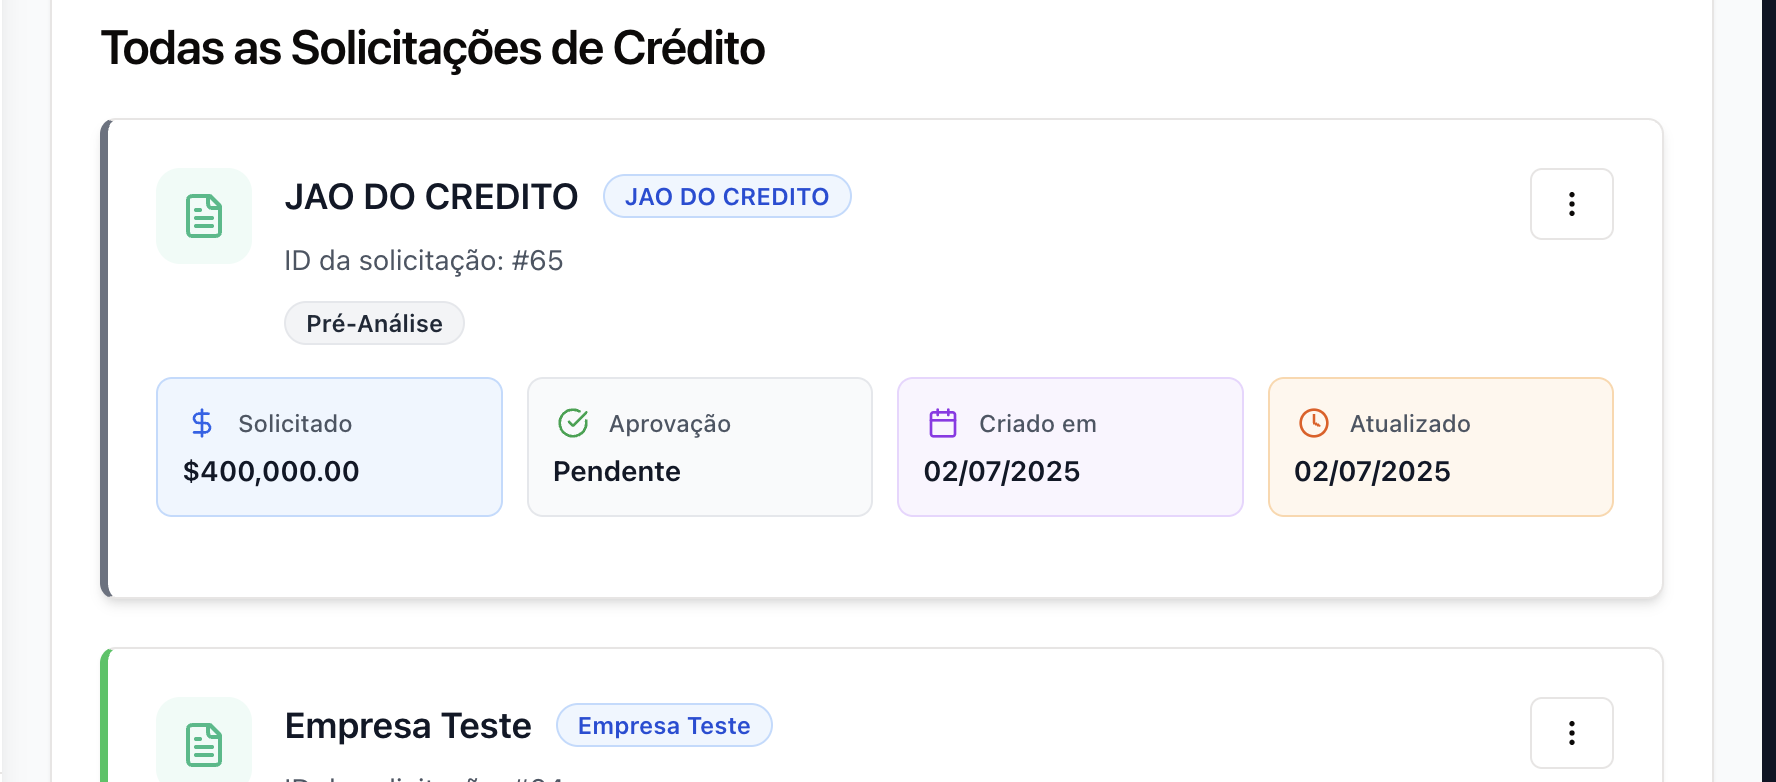 Todas as Solicitações de Crédito
JAO DO CREDITO JAO DO CREDITO
ID da solicitação: #65
Pré-Análise
Solicitado
$400,000.00
Aprovação
Pendente
Criado em
02/07/2025
Atualizado
02/07/2025
Empresa Teste Empresa Teste